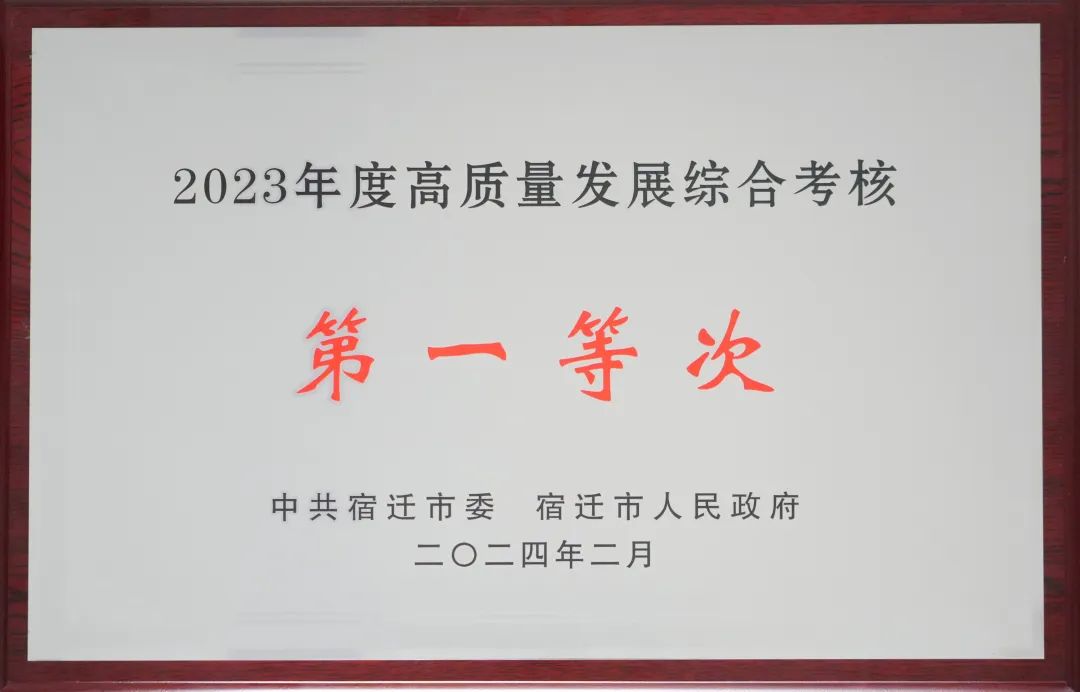 2023年度高质量发展综合考核
第一等次
中共宿迁市委 宿迁市人民政府
二〇二四年二月